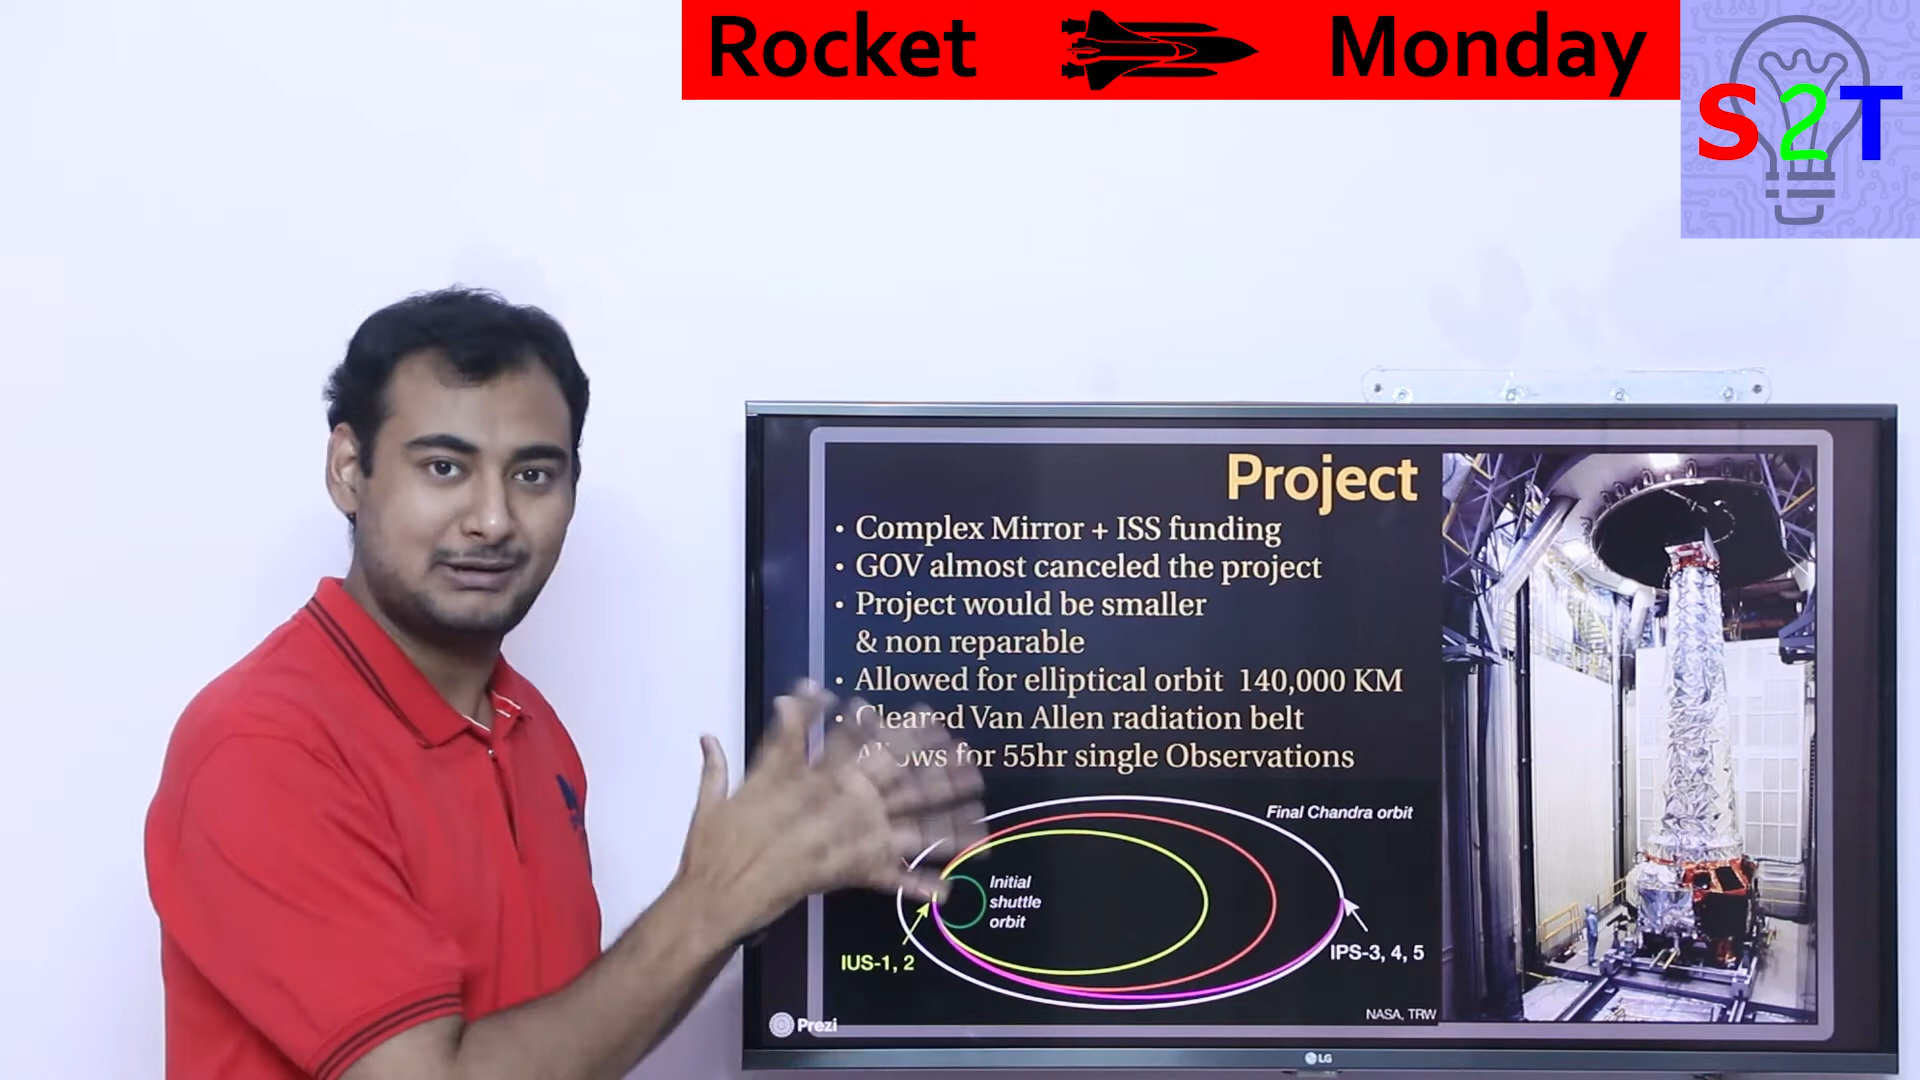 Rocket Monday
S2T
Project
• Complex Mirror + ISS funding
• GOV almost canceled the project
• Project would be smaller
& non reparable
• Allowed for elliptical orbit 140,000 KM
• Cleared Van Allen radiation belt
Allows for 55hr single Observations
Final Chandra orbit
Initial
shuttle
orbit
IUS-1, 2
IPS-3, 4, 5
NASA, TRW
Prezi
LG